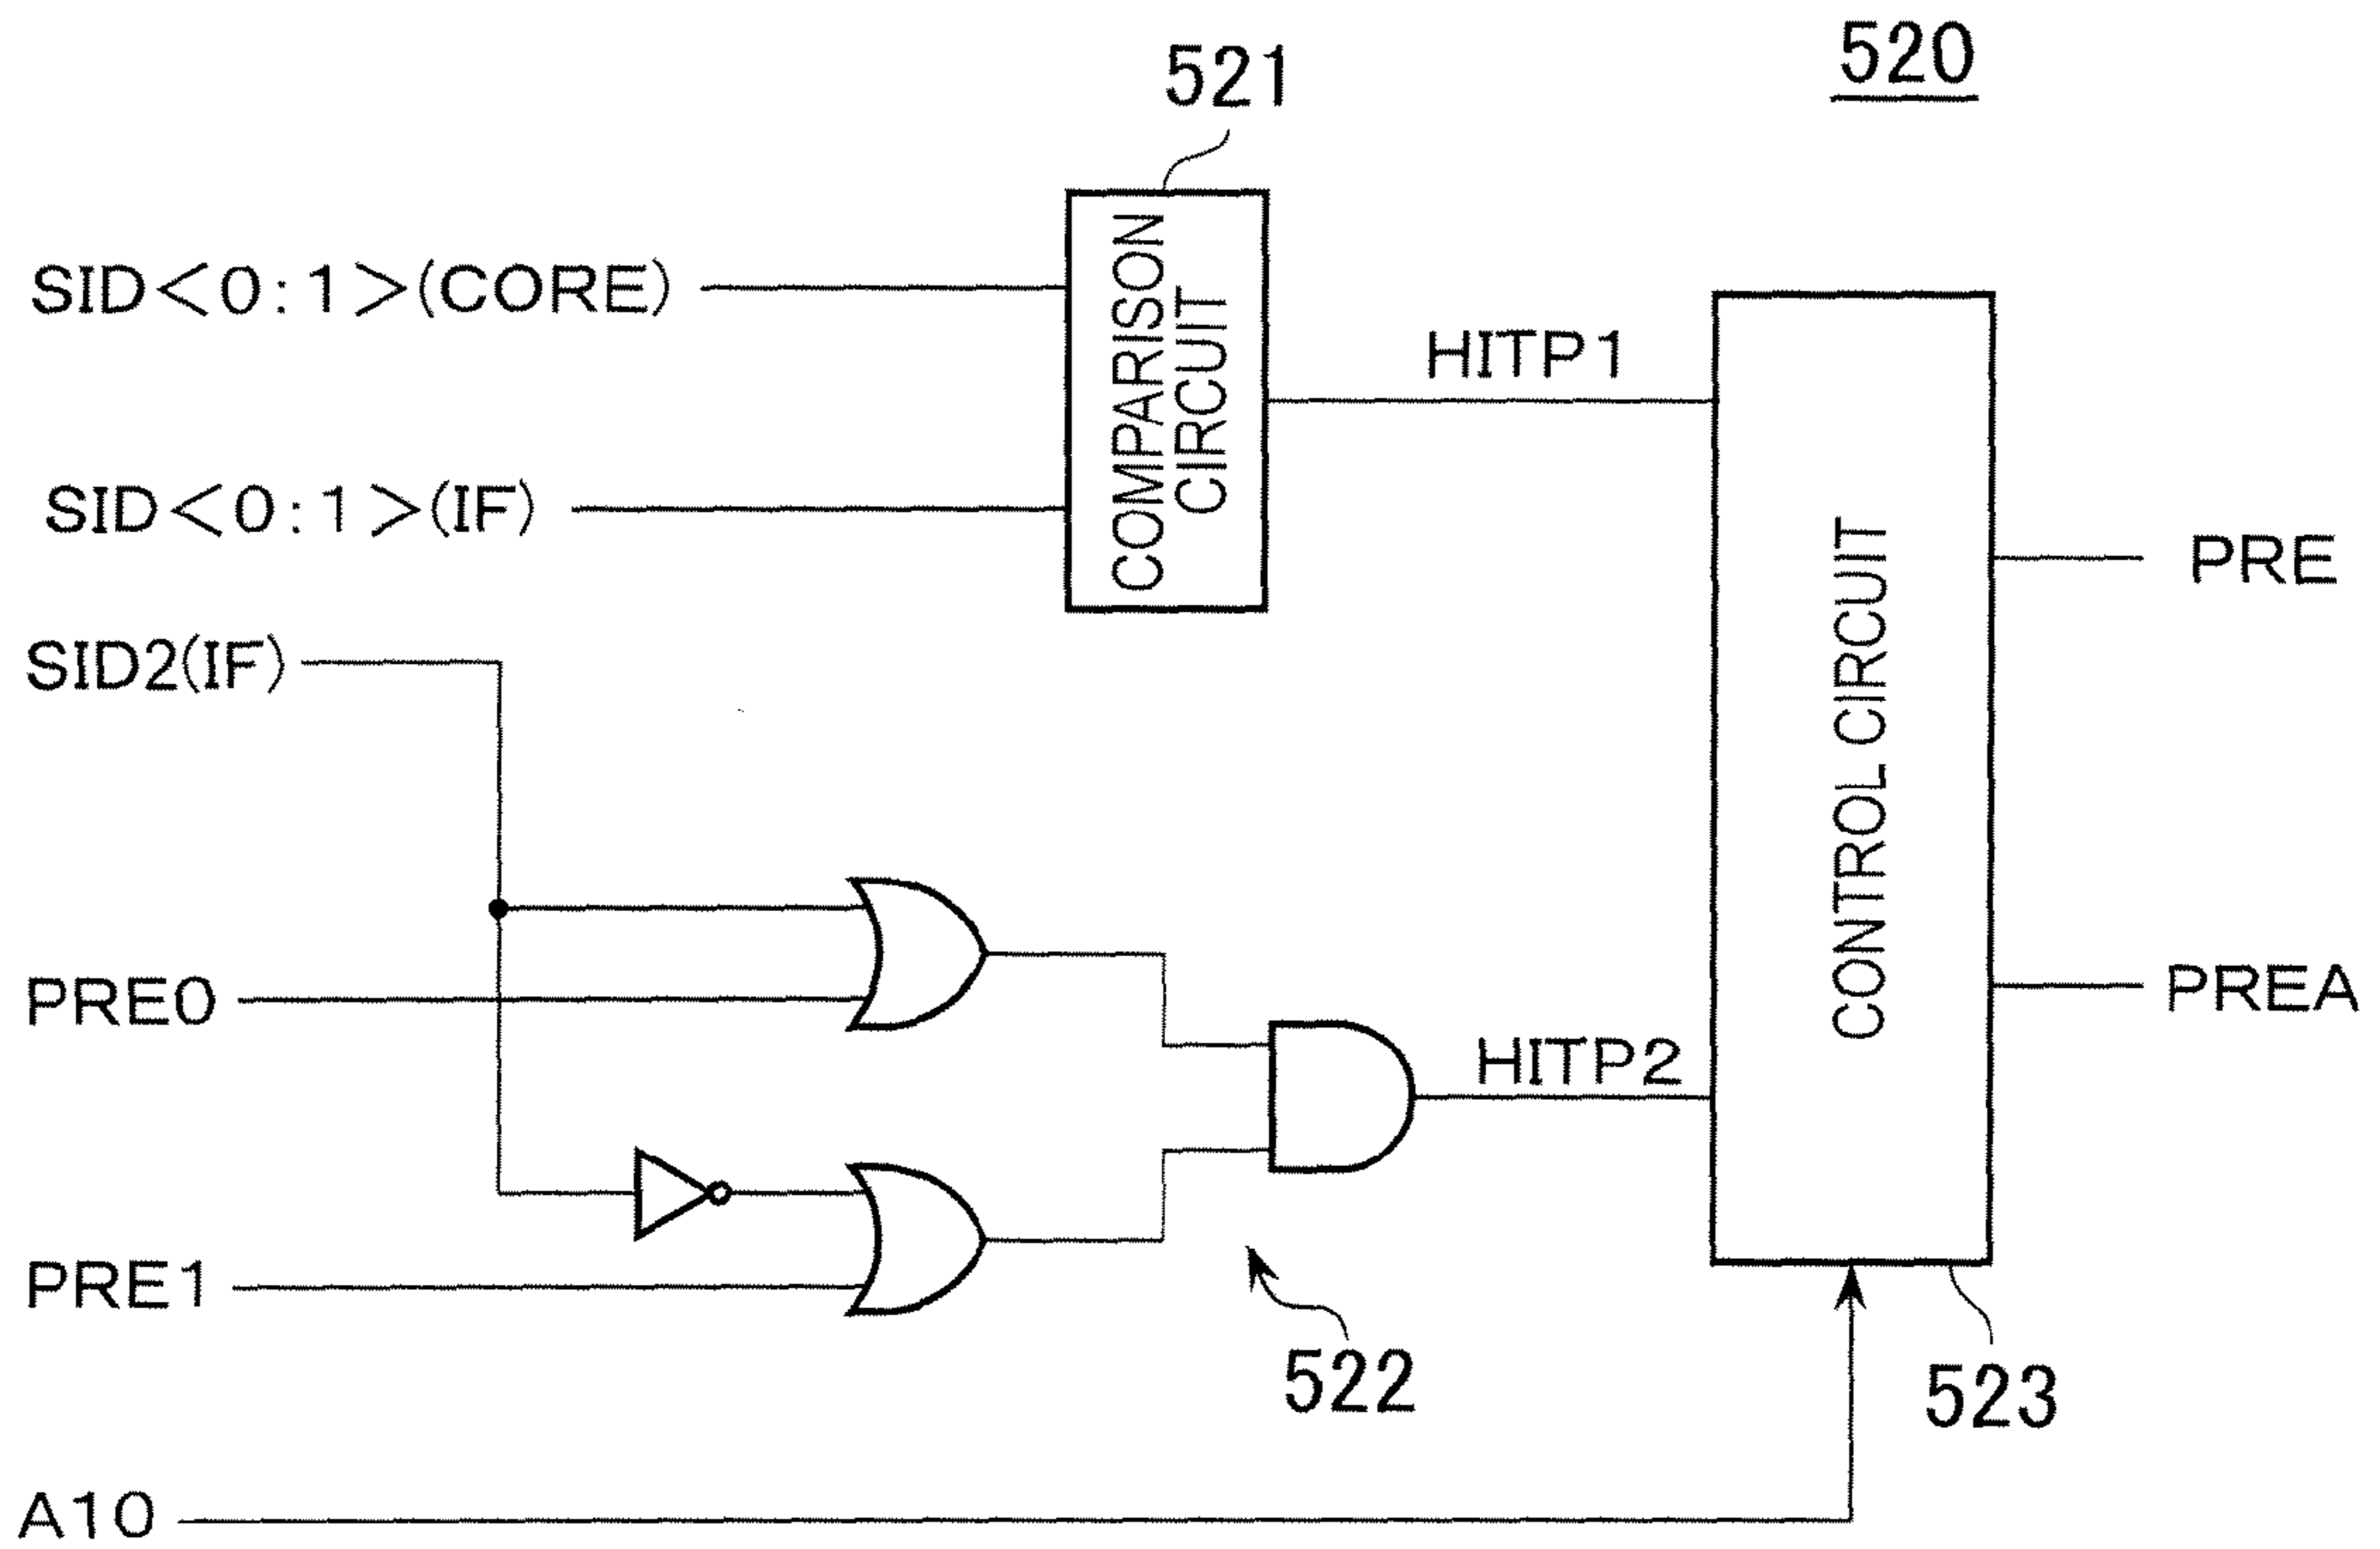 520
521
SID<0:1>(CORE)
COMPARISON
CIRCUIT
HITP1
SID<0:1>(IF)
PRE
SID2(IF)
CONTROL CIRCUIT
PRE0
PREA
HITP2
PRE1
522
523
A10